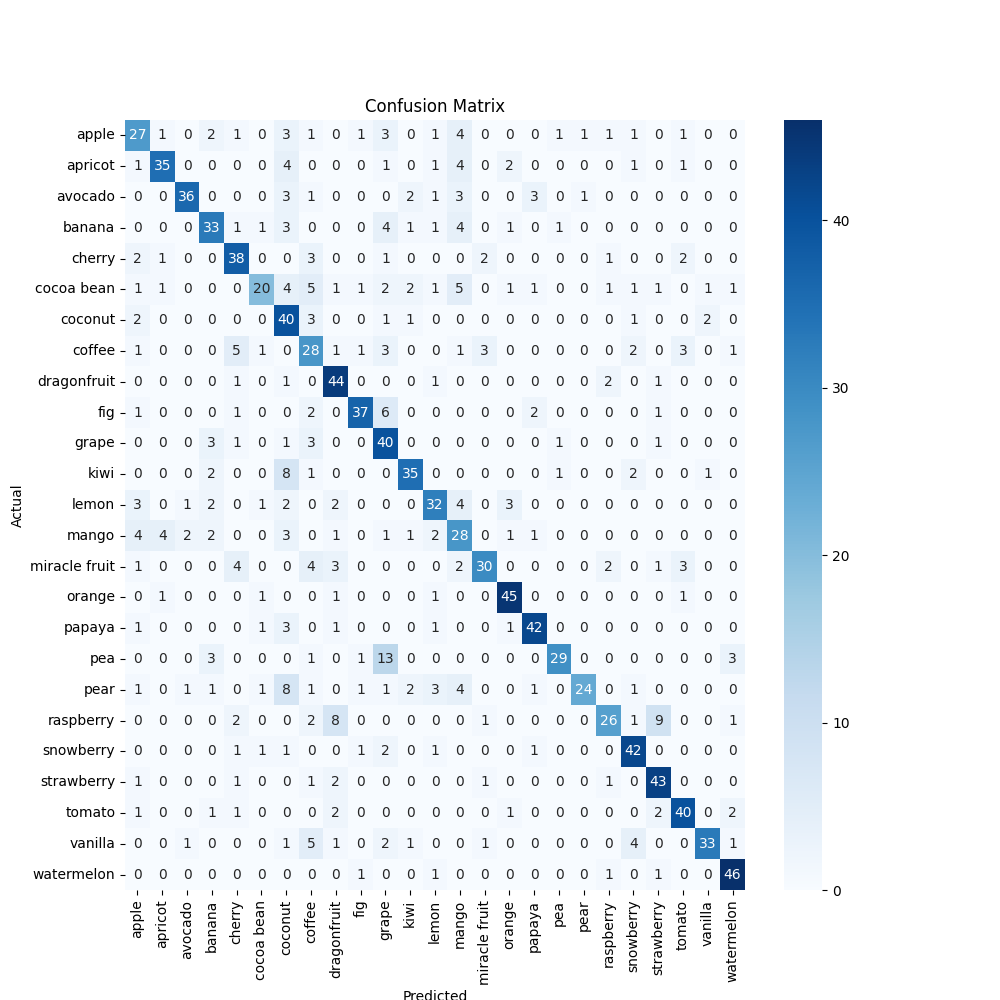 Confusion Matrix
apple 27 1 0 2 1 0 3 1 0 1 3 0 1 4 0 0 0 1 1 1 1 0 1 0 0
apricot 1 35 0 0 0 0 4 0 0 0 1 0 1 4 0 2 0 0 0 0 1 0 1 0 0
avocado 0 0 36 0 0 0 3 1 0 0 0 2 1 3 0 0 3 0 1 0 0 0 0 0 0
banana 0 0 0 33 1 1 3 0 0 0 4 1 1 4 0 1 0 1 0 0 0 0 0 0 0
cherry 2 1 0 0 38 0 0 3 0 0 1 0 0 0 2 0 0 0 0 1 0 0 2 0 0
cocoa bean 1 1 0 0 0 20 4 5 1 1 2 2 1 5 0 1 1 0 0 1 1 1 0 1 1
coconut 2 0 0 0 0 0 40 3 0 0 1 1 0 0 0 0 0 0 0 0 1 0 0 2 0
coffee 1 0 0 0 5 1 0 28 1 1 3 0 0 1 3 0 0 0 0 0 2 0 3 0 1
dragonfruit 0 0 0 0 1 0 1 0 44 0 0 0 1 0 0 0 0 0 0 2 0 1 0 0 0
fig 1 0 0 0 1 0 0 2 0 37 6 0 0 0 0 0 2 0 0 0 0 1 0 0 0
grape 0 0 0 3 1 0 1 3 0 0 40 0 0 0 0 0 0 1 0 0 0 1 0 0 0
kiwi 0 0 0 2 0 0 8 1 0 0 0 35 0 0 0 0 0 1 0 0 2 0 0 1 0
lemon 3 0 1 2 0 1 2 0 2 0 0 0 32 4 0 3 0 0 0 0 0 0 0 0 0
mango 4 4 2 2 0 0 3 0 1 0 1 1 2 28 0 1 1 0 0 0 0 0 0 0 0
miracle fruit 1 0 0 0 4 0 0 4 3 0 0 0 0 2 30 0 0 0 0 2 0 1 3 0 0
orange 0 1 0 0 0 1 0 0 1 0 0 0 1 0 0 45 0 0 0 0 0 0 1 0 0
papaya 1 0 0 0 0 1 3 0 1 0 0 0 1 0 0 1 42 0 0 0 0 0 0 0 0
pea 0 0 0 3 0 0 0 1 0 1 13 0 0 0 0 0 0 29 0 0 0 0 0 0 3
pear 1 0 1 1 0 1 8 1 0 1 1 2 3 4 0 0 1 0 24 0 1 0 0 0 0
raspberry 0 0 0 0 2 0 0 2 8 0 0 0 0 0 1 0 0 0 0 26 1 9 0 0 1
snowberry 0 0 0 0 1 1 1 0 0 1 2 0 1 0 0 0 1 0 0 0 42 0 0 0 0
strawberry 1 0 0 0 1 0 0 1 2 0 0 0 0 0 1 0 0 0 0 1 0 43 0 0 0
tomato 1 0 0 1 1 0 0 0 2 0 0 0 0 0 0 1 0 0 0 0 0 2 40 0 2
vanilla 0 0 1 0 0 0 1 5 1 0 2 1 0 0 1 0 0 0 0 0 4 0 0 33 1
watermelon 0 0 0 0 0 0 0 0 0 1 0 0 1 0 0 0 0 0 0 1 0 1 0 0 46
Actual
apple apricot avocado banana cherry cocoa bean coconut coffee dragonfruit fig grape kiwi lemon mango miracle fruit orange papaya pea pear raspberry snowberry strawberry tomato vanilla watermelon
Predicted
40
30
20
10
0